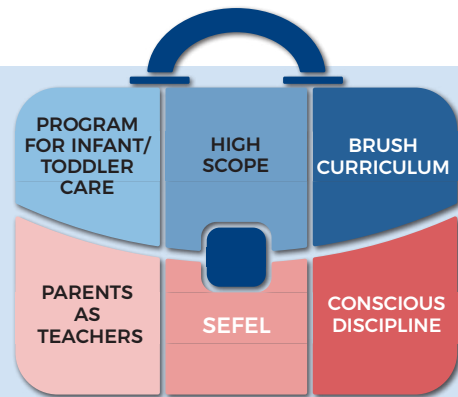 PROGRAM
FOR INFANT/
TODDLER
CARE
HIGH
SCOPE
BRUSH
CURRICULUM
PARENTS
AS
TEACHERS
SEFEL
CONSCIOUS
DISCIPLINE